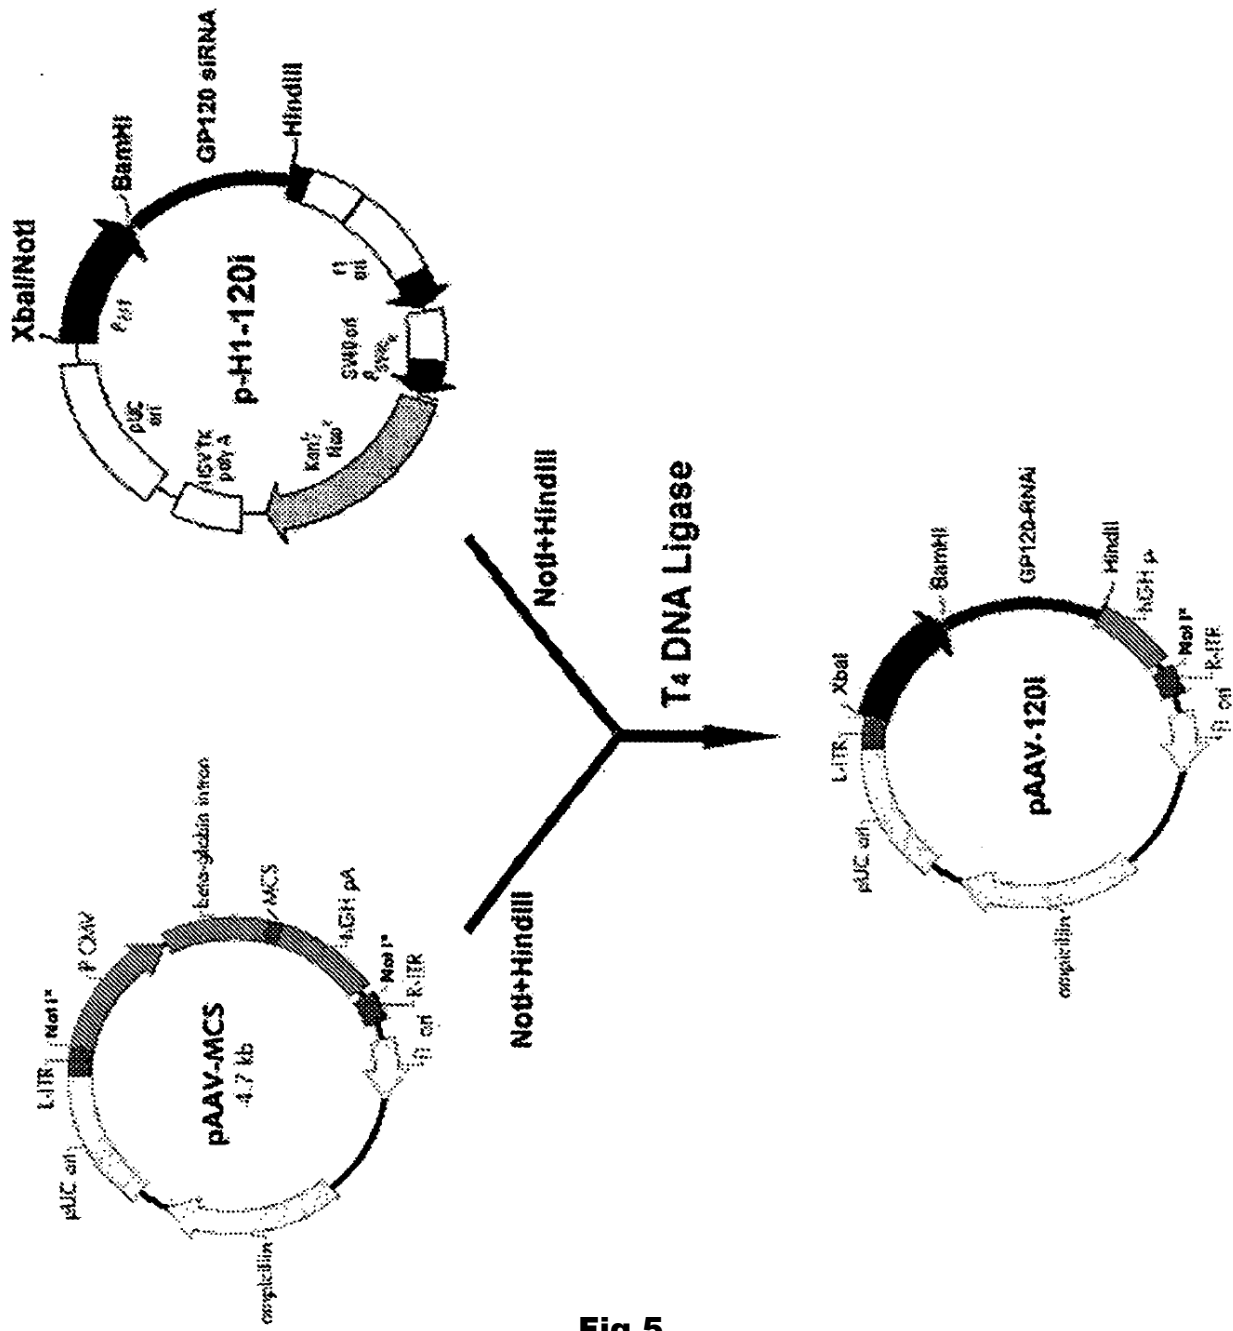 pAAV-MCS
4.7 kb
pUC ori
L-ITR
Not I*
P CMV
beta-globin intron
MCS
hGH pA
Not I*
R-ITR
f1 ori
ampicillin
p-H1-120i
XbaI/NotI
BamHI
GP120 siRNA
HindIII
f1
ori
SV40 ori
Kanr
Neor
HSV TK
poly A
pUC
ori
NotI+HindIII
NotI+HindIII
T4 DNA Ligase
pAAV-120i
pUC ori
L-ITR
XbaI
BamHI
GP120-RNAi
HindII
hGH p
Not I*
R-ITR
f1 ori
ampicillin
Fig 5